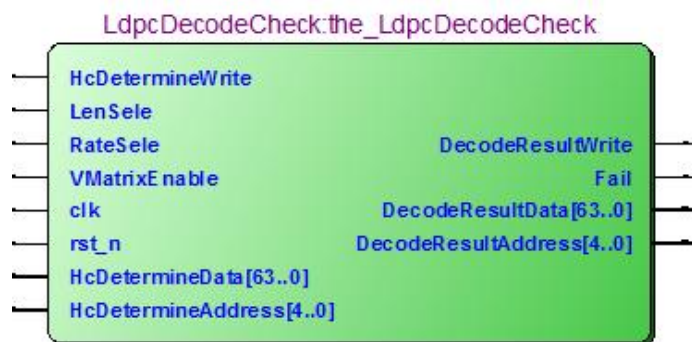 LdpcDecodeCheck:the_LdpcDecodeCheck
HcDetermineWrite
LenSele
RateSele
VMatrixEnable
clk
rst_n
HcDetermineData[63..0]
HcDetermineAddress[4..0]
DecodeResultWrite
Fail
DecodeResultData[63..0]
DecodeResultAddress[4..0]